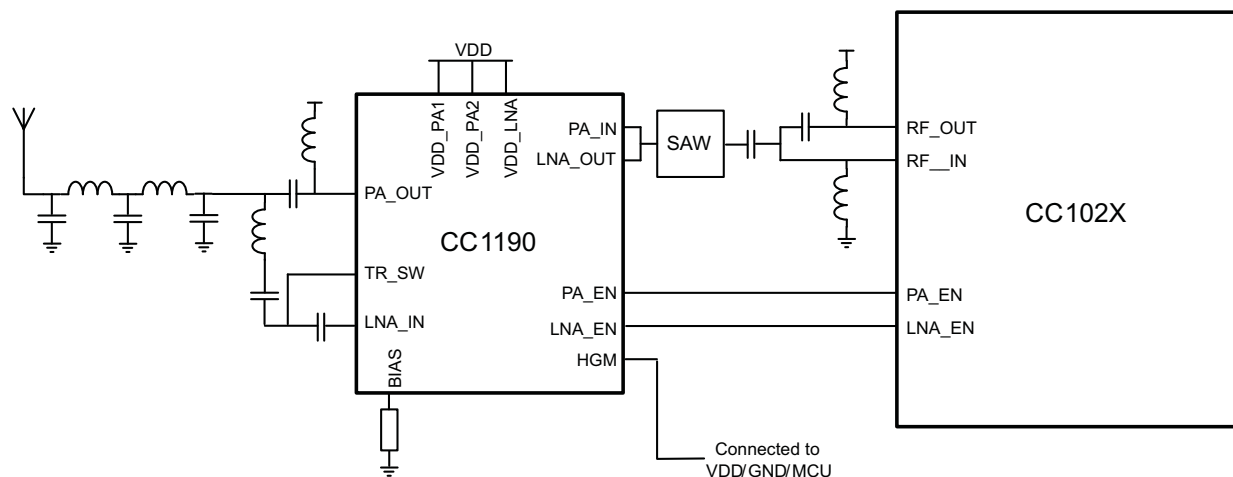 VDD
VDD_PA1
VDD_PA2
VDD_LNA
PA_IN
LNA_OUT
SAW
RF_OUT
RF__IN
PA_OUT
CC1190
CC102X
TR_SW
LNA_IN
BIAS
PA_EN
LNA_EN
HGM
PA_EN
LNA_EN
Connected to
VDD/GND/MCU